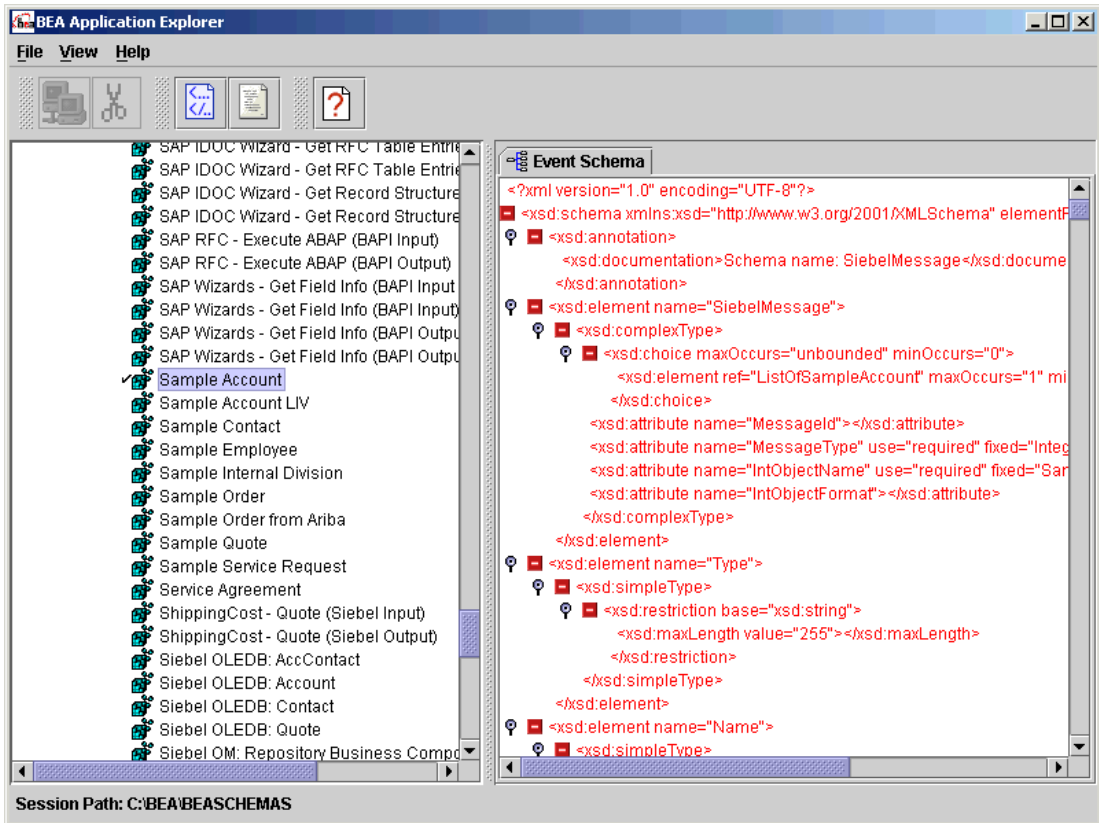 BEA Application Explorer
File View Help
SAP IDOC Wizard - Get RFC Table Entrie
SAP IDOC Wizard - Get RFC Table Entrie
SAP IDOC Wizard - Get Record Structure
SAP IDOC Wizard - Get Record Structure
SAP RFC - Execute ABAP (BAPI Input)
SAP RFC - Execute ABAP (BAPI Output)
SAP Wizards - Get Field Info (BAPI Input
SAP Wizards - Get Field Info (BAPI Input)
SAP Wizards - Get Field Info (BAPI Outpu
SAP Wizards - Get Field Info (BAPI Outpu
Sample Account
Sample Account LIV
Sample Contact
Sample Employee
Sample Internal Division
Sample Order
Sample Order from Ariba
Sample Quote
Sample Service Request
Service Agreement
ShippingCost - Quote (Siebel Input)
ShippingCost - Quote (Siebel Output)
Siebel OLEDB: AccContact
Siebel OLEDB: Account
Siebel OLEDB: Contact
Siebel OLEDB: Quote
Siebel OM: Repository Business Compo
Event Schema
<?xml version="1.0" encoding="UTF-8"?>
<xsd:schema xmlns:xsd="http://www.w3.org/2001/XMLSchema" elementF
<xsd:annotation>
<xsd:documentation>Schema name: SiebelMessage</xsd:docume
</xsd:annotation>
<xsd:element name="SiebelMessage">
<xsd:complexType>
<xsd:choice maxOccurs="unbounded" minOccurs="0">
<xsd:element ref="ListOfSampleAccount" maxOccurs="1" mi
</xsd:choice>
<xsd:attribute name="MessageId"></xsd:attribute>
<xsd:attribute name="MessageType" use="required" fixed="Integ
<xsd:attribute name="IntObjectName" use="required" fixed="Sar
<xsd:attribute name="IntObjectFormat"></xsd:attribute>
</xsd:complexType>
</xsd:element>
<xsd:element name="Type">
<xsd:simpleType>
<xsd:restriction base="xsd:string">
<xsd:maxLength value="255"></xsd:maxLength>
</xsd:restriction>
</xsd:simpleType>
</xsd:element>
<xsd:element name="Name">
<xsd:simpleType>
Session Path: C:\BEA\BEASCHEMAS